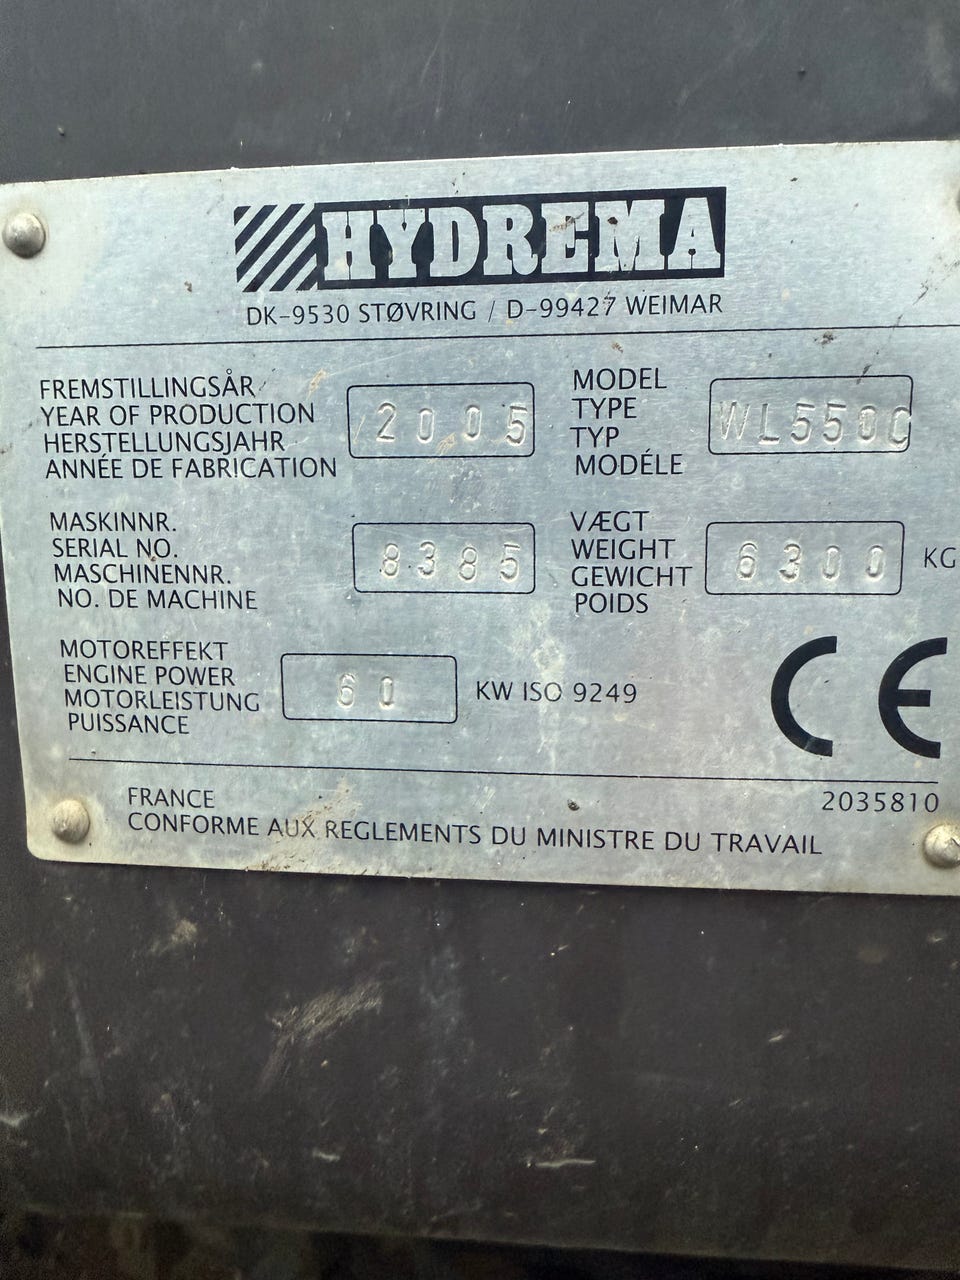 HYDREMA
DK-9530 STØVRING / D-99427 WEIMAR
FREMSTILLINGSÅR
YEAR OF PRODUCTION
HERSTELLUNGSJAHR
ANNÉE DE FABRICATION
2005
MODEL
TYPE
TYP
MODÉLE
WL550C
MASKINNR.
SERIAL NO.
MASCHINENNR.
NO. DE MACHINE
8385
VÆGT
WEIGHT
GEWICHT
POIDS
6300
KG
MOTOREFFEKT
ENGINE POWER
MOTORLEISTUNG
PUISSANCE
60
KW ISO 9249
CE
FRANCE
CONFORME AUX REGLEMENTS DU MINISTRE DU TRAVAIL
2035810